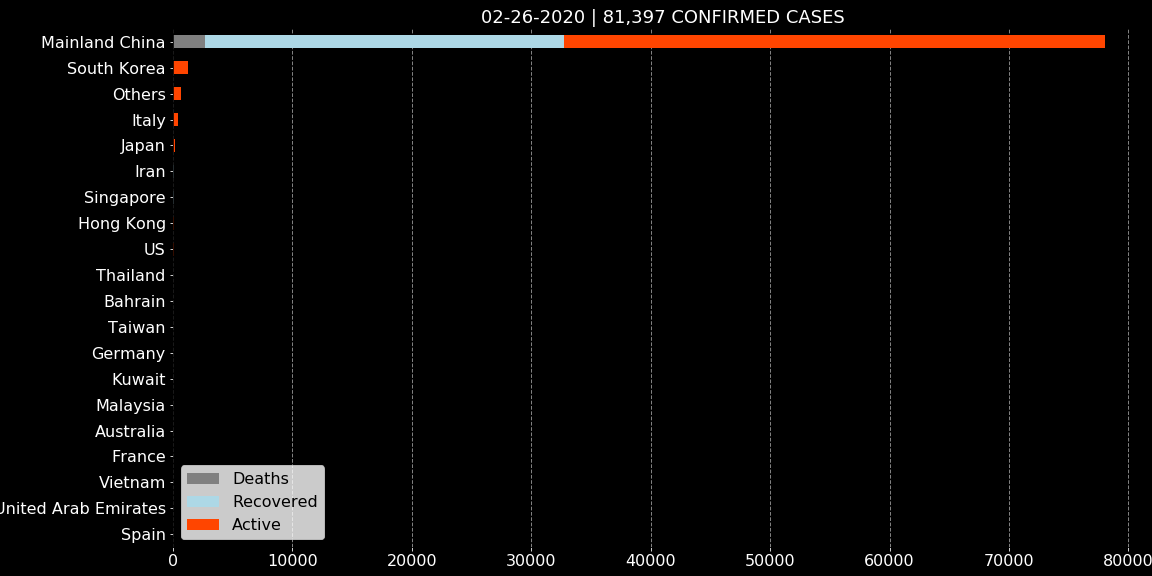 02-26-2020 | 81,397 CONFIRMED CASES
Mainland China
South Korea
Others
Italy
Japan
Iran
Singapore
Hong Kong
US
Thailand
Bahrain
Taiwan
Germany
Kuwait
Malaysia
Australia
France
Vietnam
United Arab Emirates
Spain
Deaths
Recovered
Active
0 10000 20000 30000 40000 50000 60000 70000 80000